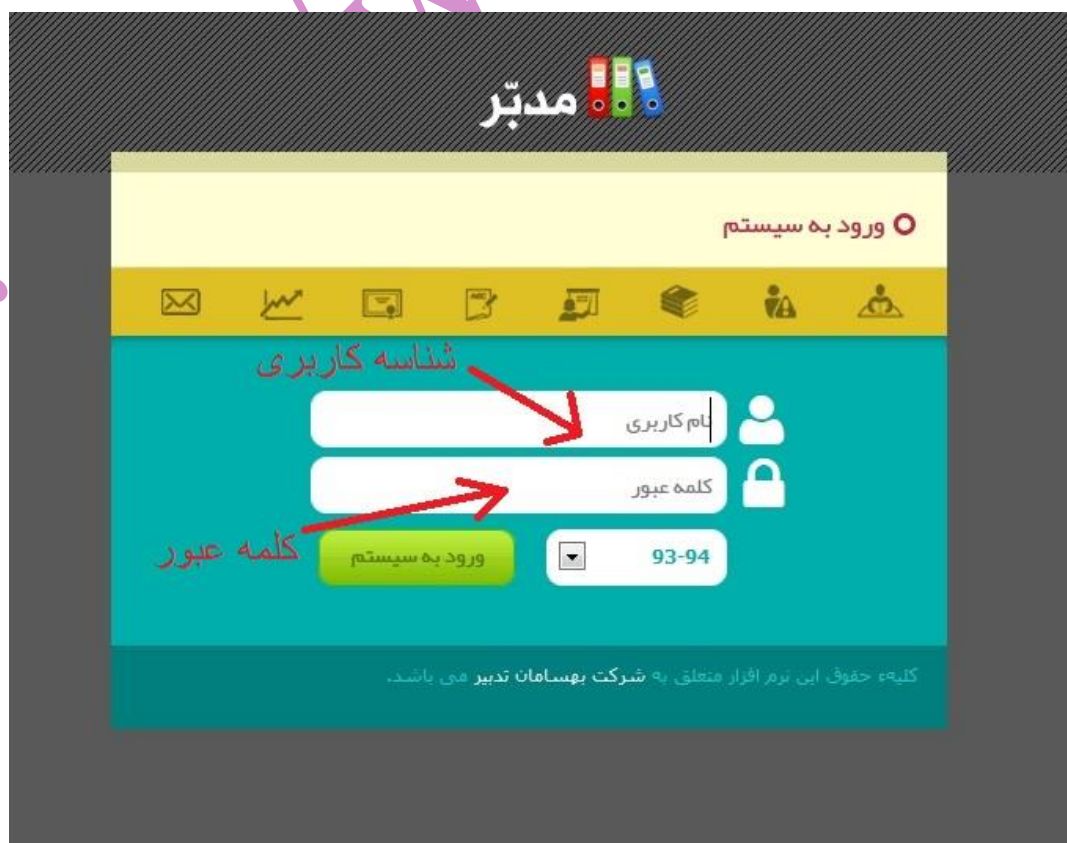 مدبّر
ورود به سیستم
ABC
شناسه کاربری
نام کاربری
کلمه عبور
کلمه عبور
93-94
ورود به سیستم
کلیهء حقوق این نرم افزار متعلق به شرکت بهسامان تدبیر می باشد.